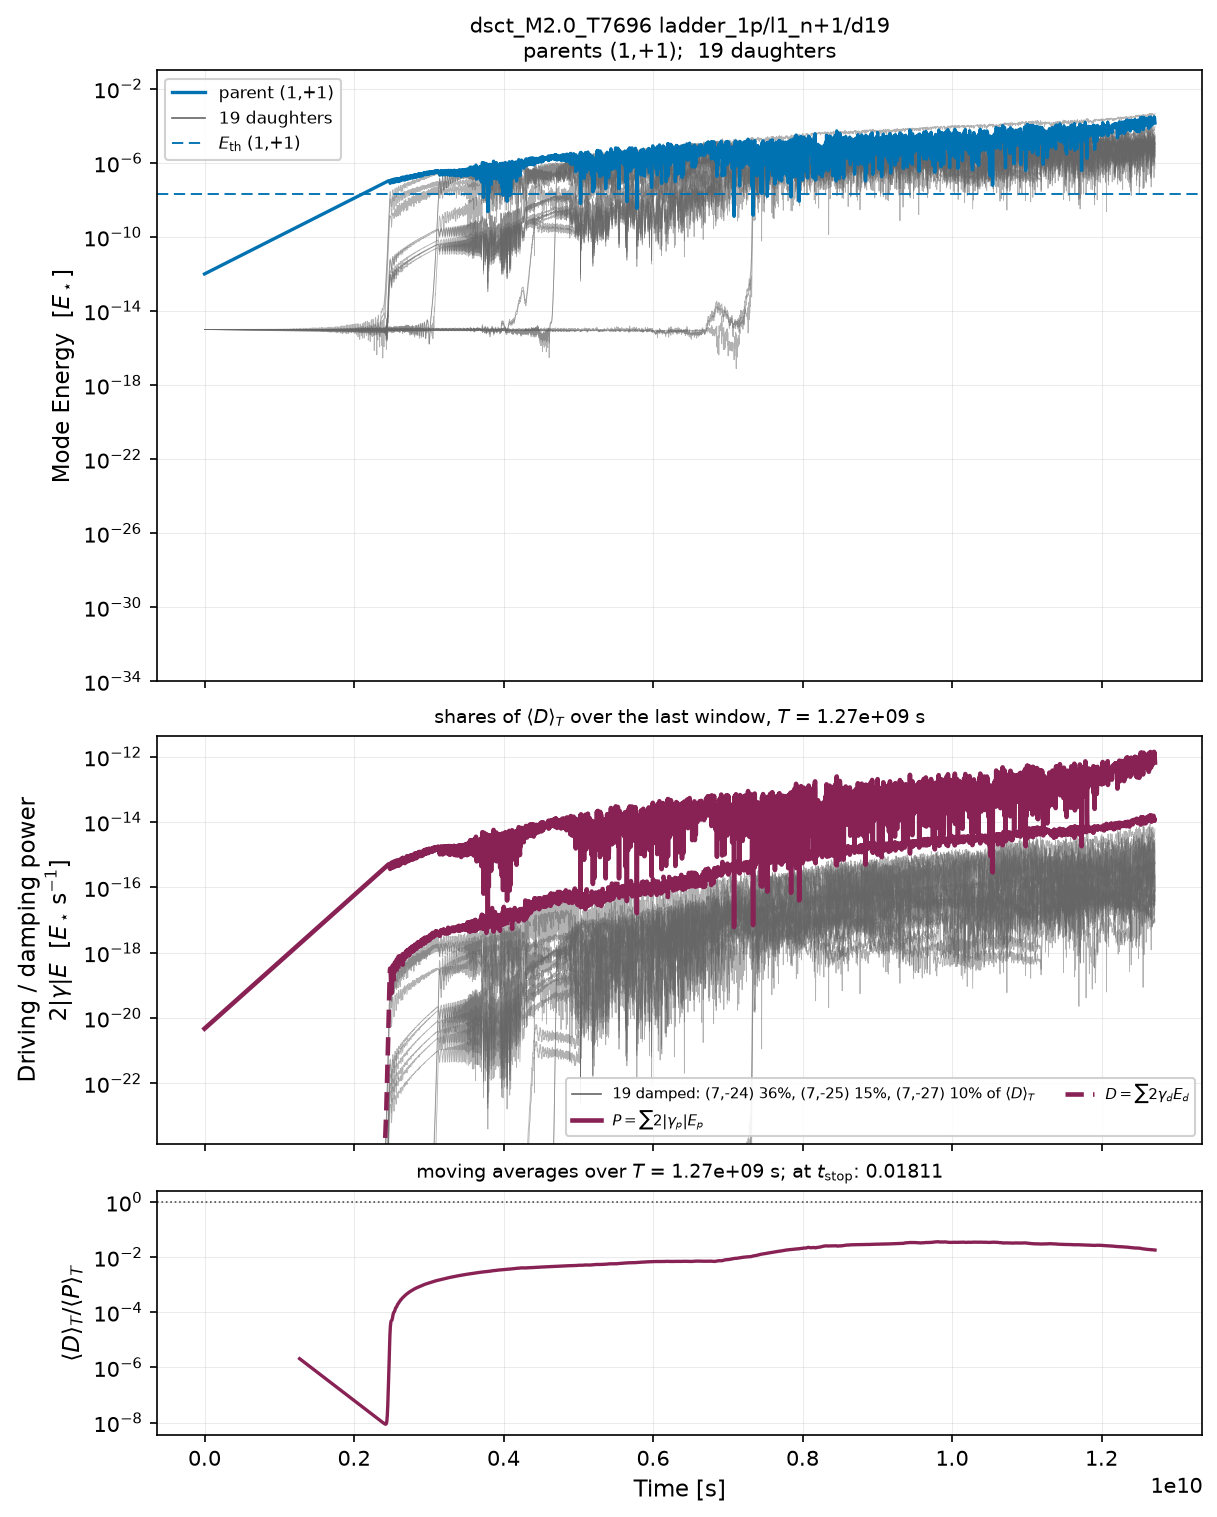 dsct_M2.0_T7696 ladder_1p/l1_n+1/d19
parents (1,+1);  19 daughters
parent (1,+1)
19 daughters
E_th (1,+1)
10^−2
10^−6
10^−10
10^−14
10^−18
10^−22
10^−26
10^−30
10^−34
Mode Energy  [E⋆]
shares of ⟨D⟩_T over the last window, T = 1.27e+09 s
10^−12
10^−14
10^−16
10^−18
10^−20
10^−22
Driving / damping power
2|γ|E  [E⋆ s^−1]
19 damped: (7,-24) 36%, (7,-25) 15%, (7,-27) 10% of ⟨D⟩_T
P = ∑2|γ_p|E_p
D = ∑2γ_dE_d
moving averages over T = 1.27e+09 s; at t_stop: 0.01811
10^0
10^−2
10^−4
10^−6
10^−8
⟨D⟩_T/⟨P⟩_T
0.0 0.2 0.4 0.6 0.8 1.0 1.2
1e10
Time [s]